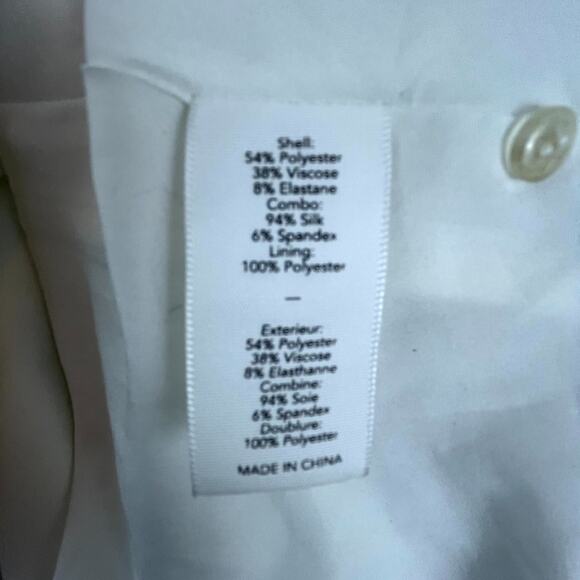 Shell:
54% Polyester
38% Viscose
8% Elastane
Combo:
94% Silk
6% Spandex
Lining:
100% Polyester
—
Exterieur:
54% Polyester
38% Viscose
8% Elasthanne
Combine:
94% Soie
6% Spandex
Doublure:
100% Polyester
MADE IN CHINA